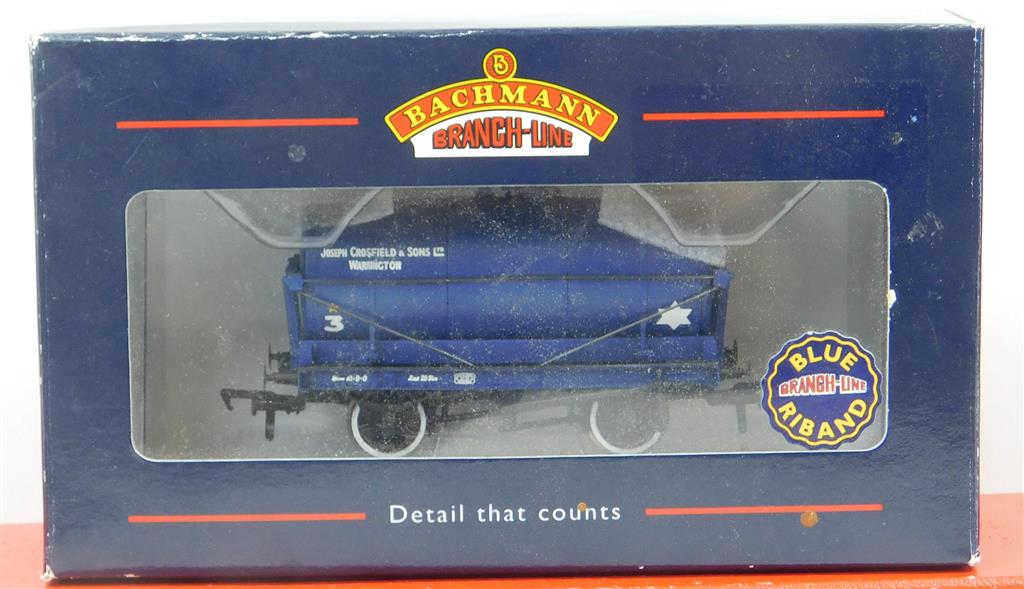 B
BACHMANN
BRANCH-LINE
JOSEPH CROSFIELD & SONS LTD
WARRINGTON
3
BLUE
BRANCH-LINE
RIBAND
Detail that counts